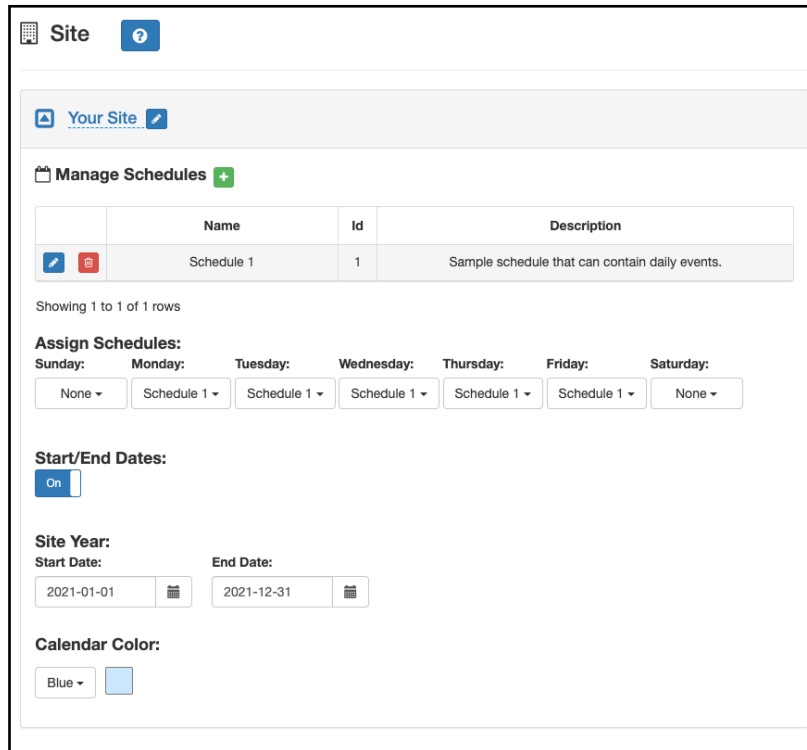 Site
Your Site
Manage Schedules
Name Id Description
Schedule 1 1 Sample schedule that can contain daily events.
Showing 1 to 1 of 1 rows
Assign Schedules:
Sunday: Monday: Tuesday: Wednesday: Thursday: Friday: Saturday:
None Schedule 1 Schedule 1 Schedule 1 Schedule 1 Schedule 1 None
Start/End Dates:
On
Site Year:
Start Date: End Date:
2021-01-01 2021-12-31
Calendar Color:
Blue